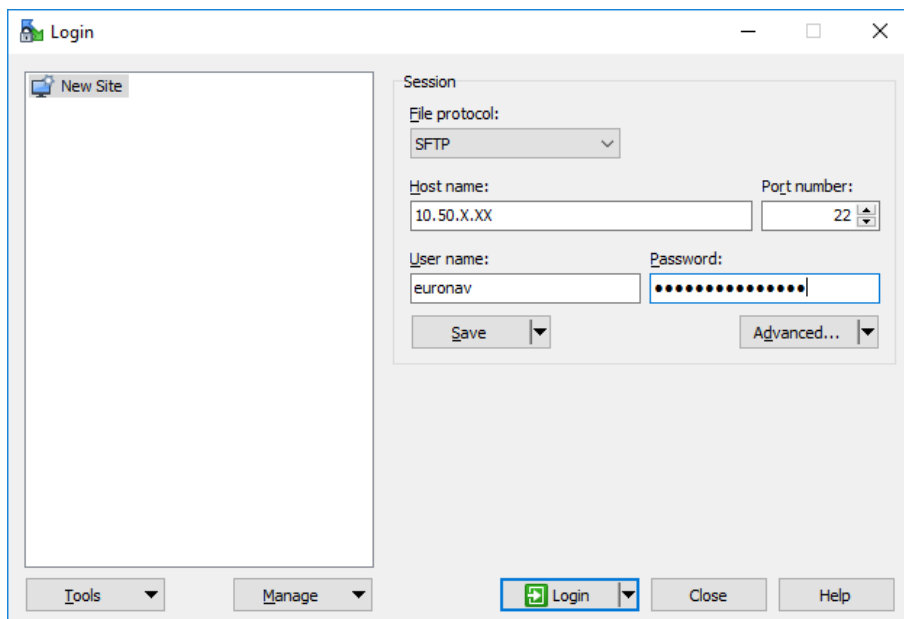 Login
New Site
Session
File protocol:
SFTP
Host name:
Port number:
10.50.X.XX
22
User name:
Password:
euronav
•••••••••••••••
Save
Advanced...
Tools
Manage
Login
Close
Help